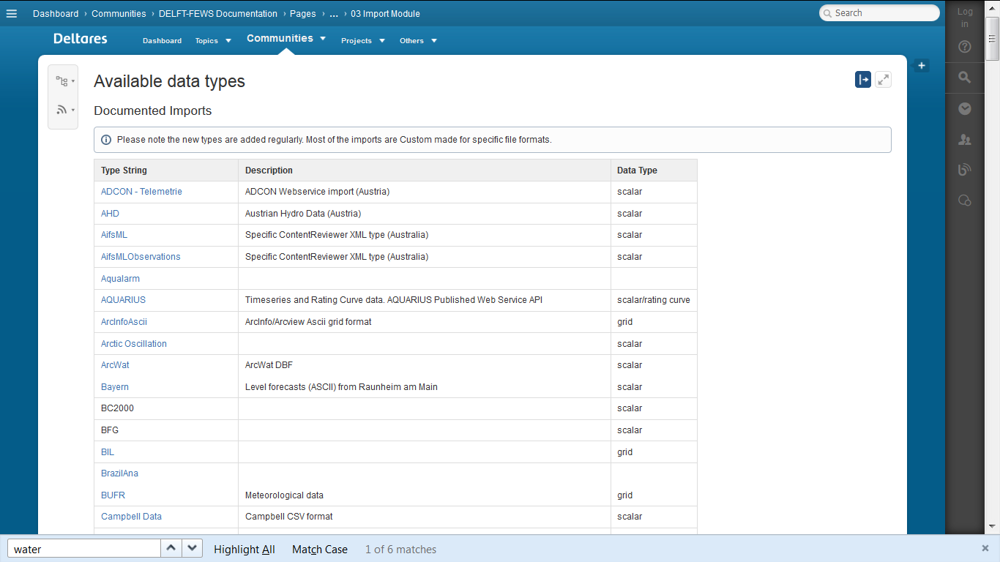 Dashboard › Communities › DELFT-FEWS Documentation › Pages › ... › 03 Import Module
Search
Log in
Deltares
Dashboard Topics Communities Projects Others
Available data types
Documented Imports
Please note the new types are added regularly. Most of the imports are Custom made for specific file formats.
Type String Description Data Type
ADCON - Telemetrie ADCON Webservice import (Austria) scalar
AHD Austrian Hydro Data (Austria) scalar
AifsML Specific ContentReviewer XML type (Australia) scalar
AifsMLObservations Specific ContentReviewer XML type (Australia) scalar
Aqualarm
AQUARIUS Timeseries and Rating Curve data. AQUARIUS Published Web Service API scalar/rating curve
ArcInfoAscii ArcInfo/Arcview Ascii grid format grid
Arctic Oscillation scalar
ArcWat ArcWat DBF scalar
Bayern Level forecasts (ASCII) from Raunheim am Main scalar
BC2000 scalar
BFG scalar
BIL grid
BrazilAna
BUFR Meteorological data grid
Campbell Data Campbell CSV format scalar
water Highlight All Match Case 1 of 6 matches